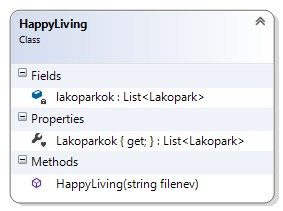 HappyLiving
Class
Fields
lakoparkok : List<Lakopark>
Properties
Lakoparkok { get; } : List<Lakopark>
Methods
HappyLiving(string filenev)